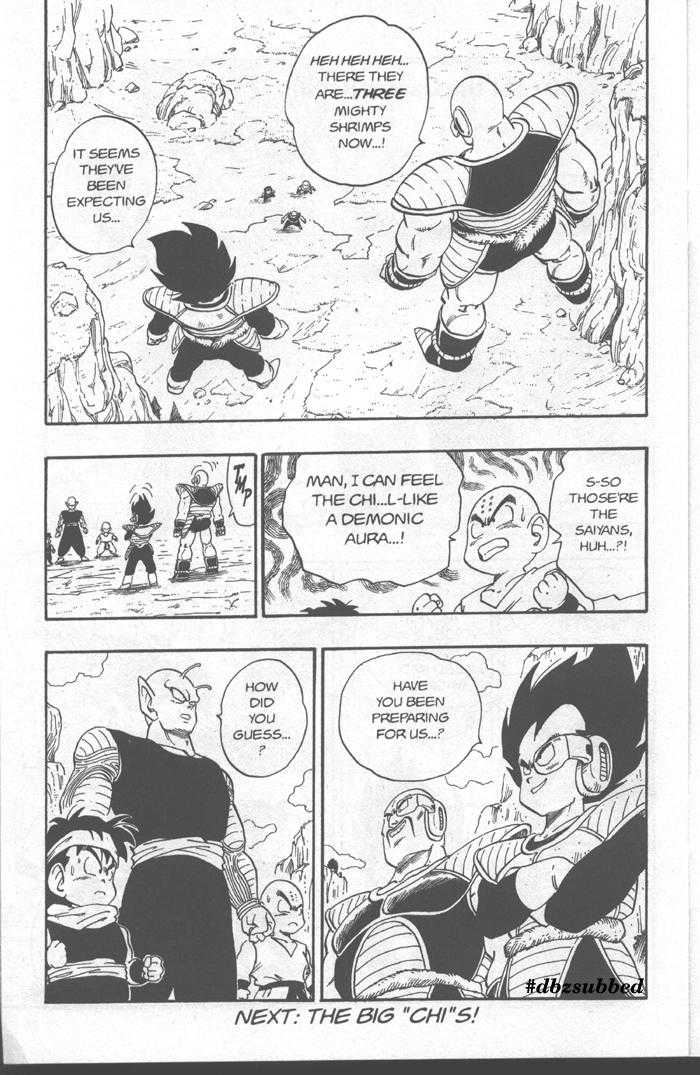 HEH HEH HEH...
THERE THEY
ARE...THREE
MIGHTY
SHRIMPS
NOW...!
IT SEEMS
THEY'VE
BEEN
EXPECTING
US...
TMP
MAN, I CAN FEEL
THE CHI...L-LIKE
A DEMONIC
AURA...!
S-SO
THOSE'RE
THE
SAIYANS,
HUH...?!
HOW
DID
YOU
GUESS...
?
HAVE
YOU BEEN
PREPARING
FOR US...?
#dbzsubbed
NEXT: THE BIG "CHI"S!